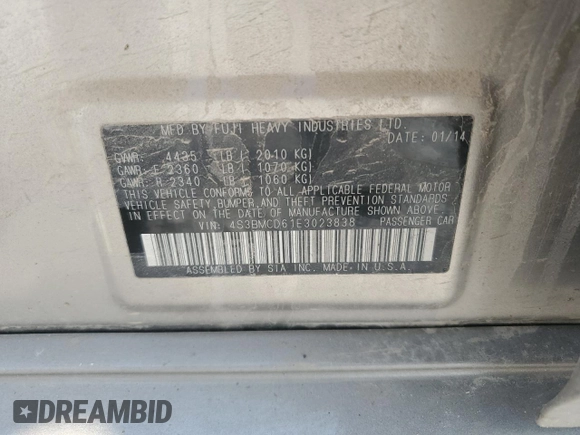 MFD BY FUJI HEAVY INDUSTRIES LTD.
DATE: 01/14
GVWR: 4435 LB ( 2010 KG)
GAWR: F 2360 LB ( 1070 KG)
GAWR: R 2340 LB ( 1060 KG)
THIS VEHICLE CONFORMS TO ALL APPLICABLE FEDERAL MOTOR
VEHICLE SAFETY, BUMPER, AND THEFT PREVENTION STANDARDS
IN EFFECT ON THE DATE OF MANUFACTURE SHOWN ABOVE.
VIN: 4S3BMCD61E3023838 PASSENGER CAR
ASSEMBLED BY SIA INC. MADE-IN U.S.A.
DREAMBID